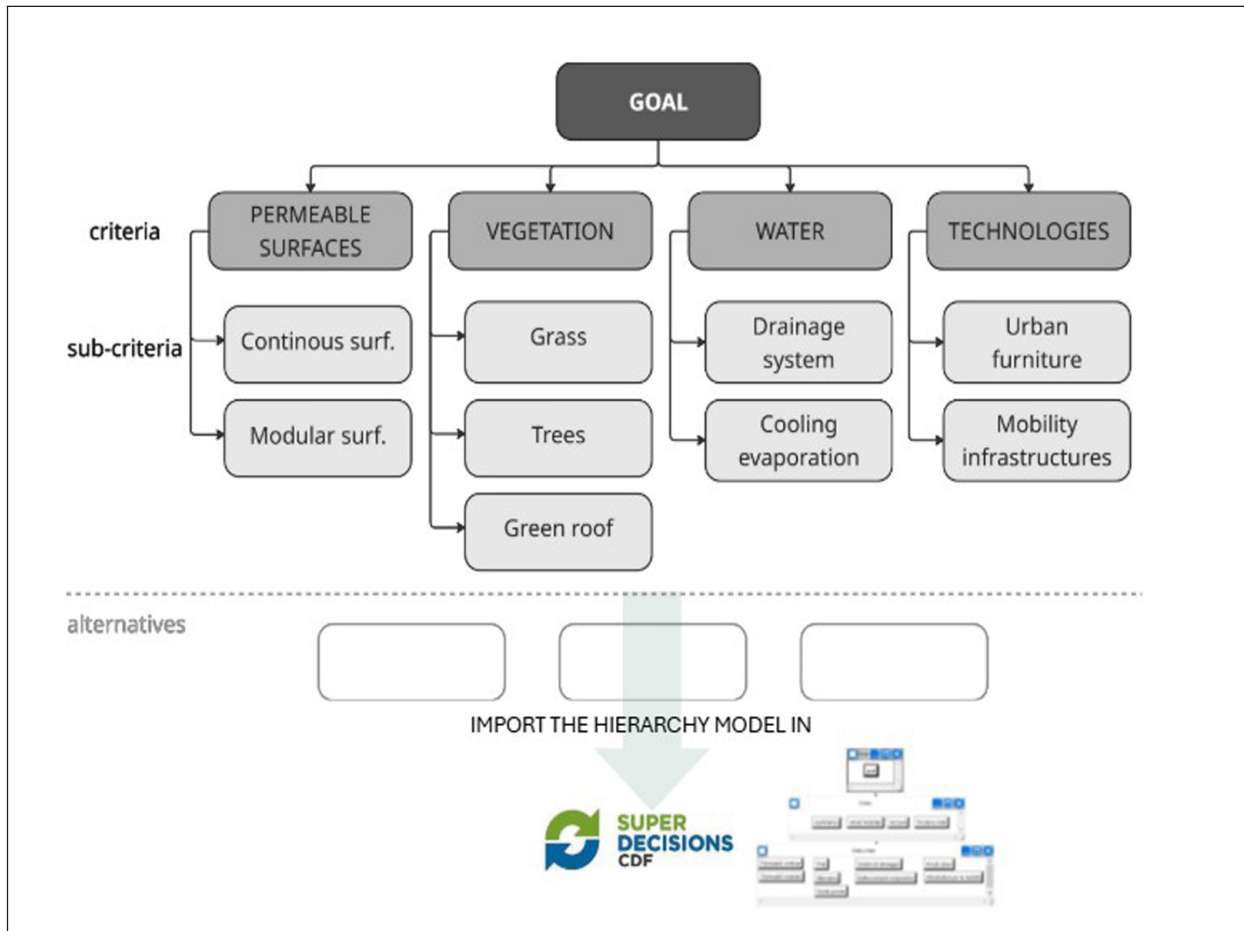 GOAL
criteria
PERMEABLE
SURFACES
VEGETATION
WATER
TECHNOLOGIES
sub-criteria
Continous surf.
Grass
Drainage
system
Urban
furniture
Modular surf.
Trees
Cooling
evaporation
Mobility
infrastructures
Green roof
alternatives
IMPORT THE HIERARCHY MODEL IN
SUPER
DECISIONS
CDF